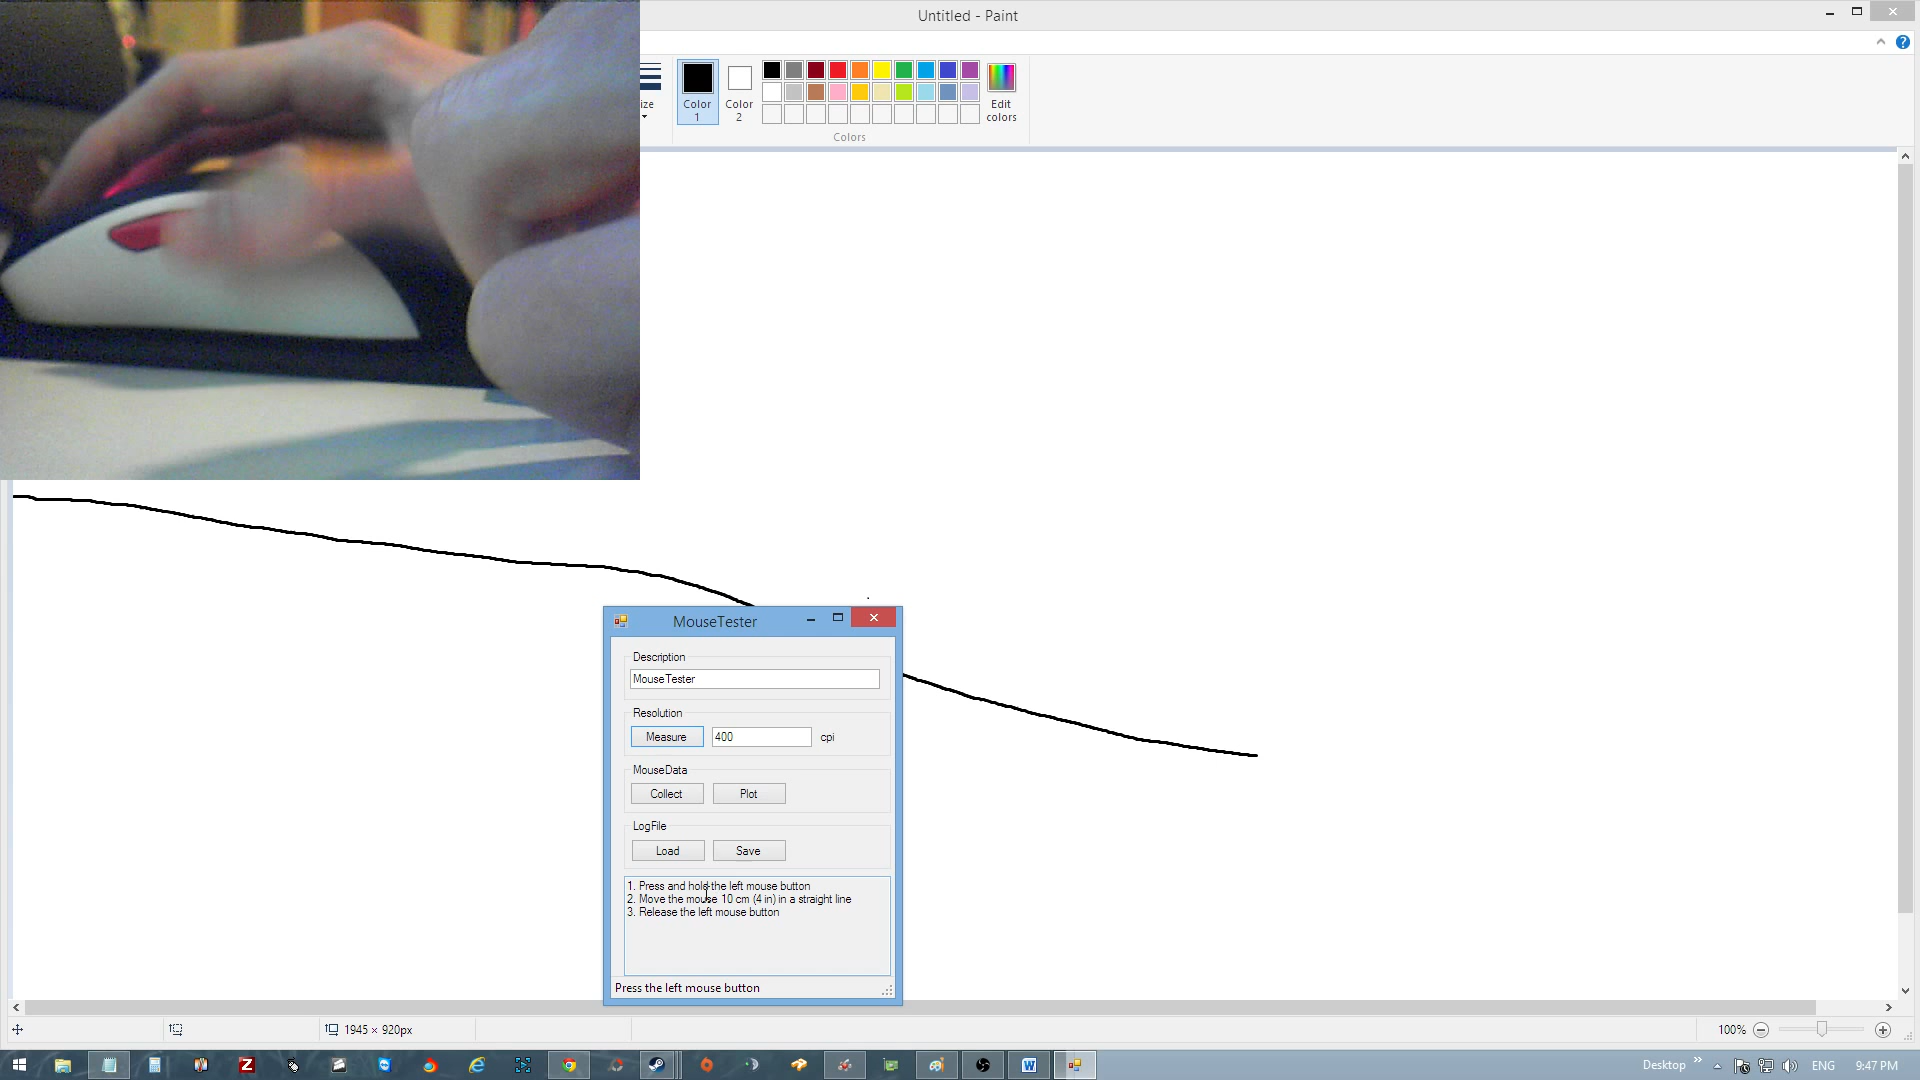 Untitled - Paint
ize
Color 1
Color 2
Edit colors
Colors
MouseTester
Description
MouseTester
Resolution
Measure
400
cpi
MouseData
Collect
Plot
LogFile
Load
Save
1. Press and hold the left mouse button
2. Move the mouse 10 cm (4 in) in a straight line
3. Release the left mouse button
Press the left mouse button
1945 × 920px
100%
Desktop
ENG
9:47 PM